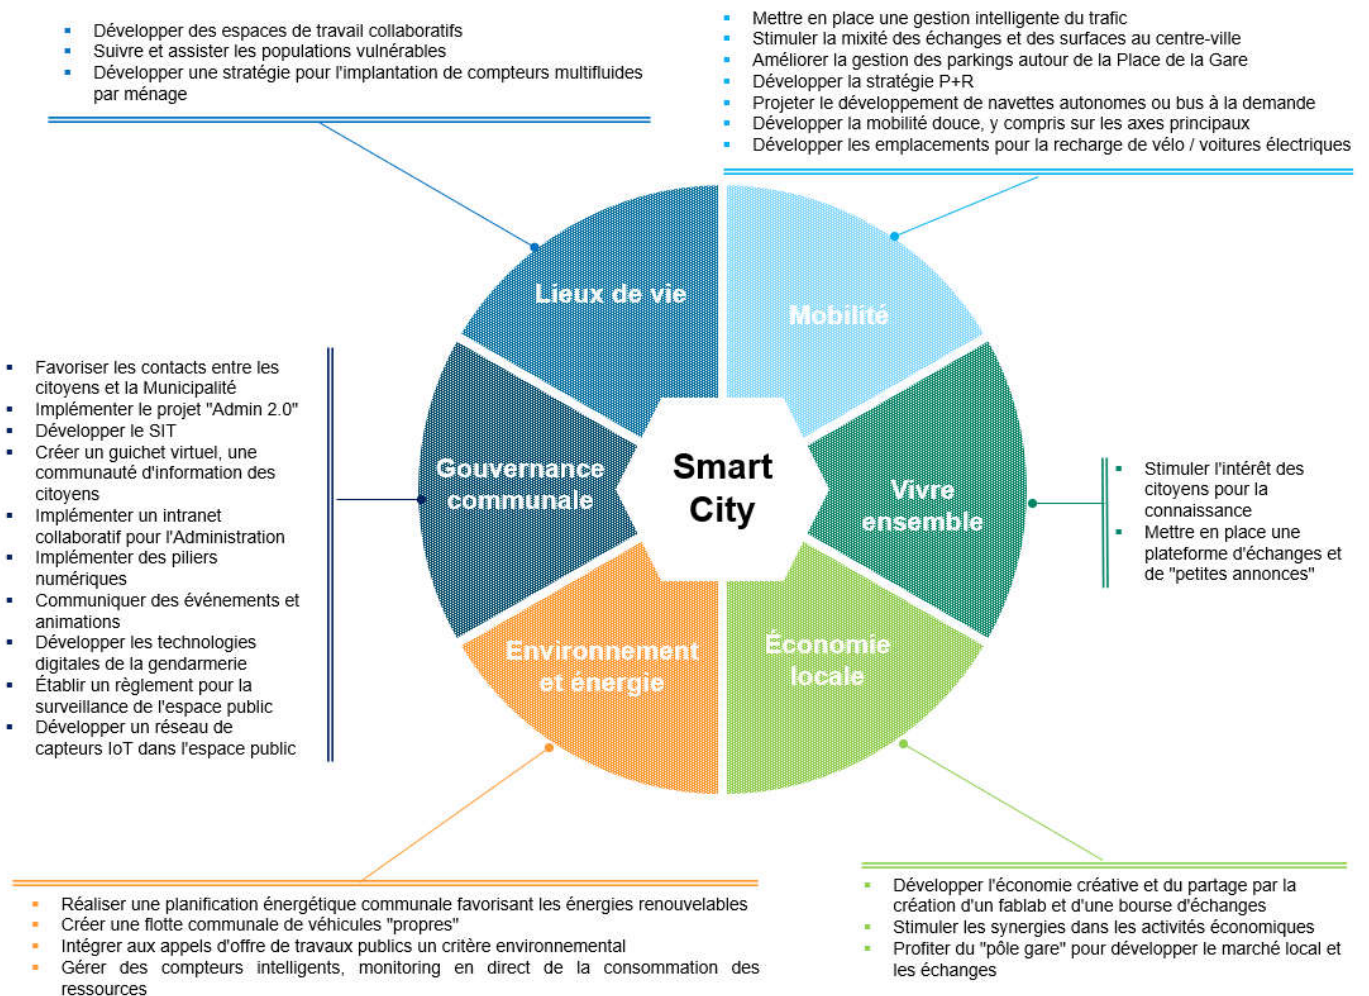 Développer des espaces de travail collaboratifs
Suivre et assister les populations vulnérables
Développer une stratégie pour l'implantation de compteurs multifluides
par ménage
Mettre en place une gestion intelligente du trafic
Stimuler la mixité des échanges et des surfaces au centre-ville
Améliorer la gestion des parkings autour de la Place de la Gare
Développer la stratégie P+R
Projeter le développement de navettes autonomes ou bus à la demande
Développer la mobilité douce, y compris sur les axes principaux
Développer les emplacements pour la recharge de vélo / voitures électriques
Lieux de vie
Mobilité
Favoriser les contacts entre les
citoyens et la Municipalité
Implémenter le projet "Admin 2.0"
Développer le SIT
Créer un guichet virtuel, une
communauté d'information des
citoyens
Implémenter un intranet
collaboratif pour l'Administration
Implémenter des piliers
numériques
Communiquer des événements et
animations
Développer les technologies
digitales de la gendarmerie
Établir un règlement pour la
surveillance de l'espace public
Développer un réseau de
capteurs IoT dans l'espace public
Gouvernance
communale
Smart
City
Vivre
ensemble
Stimuler l'intérêt des
citoyens pour la
connaissance
Mettre en place une
plateforme d'échanges et
de "petites annonces"
Environnement
et énergie
Économie
locale
Réaliser une planification énergétique communale favorisant les énergies renouvelables
Créer une flotte communale de véhicules "propres"
Intégrer aux appels d'offre de travaux publics un critère environnemental
Gérer des compteurs intelligents, monitoring en direct de la consommation des
ressources
Développer l'économie créative et du partage par la
création d'un fablab et d'une bourse d'échanges
Stimuler les synergies dans les activités économiques
Profiter du "pôle gare" pour développer le marché local et
les échanges